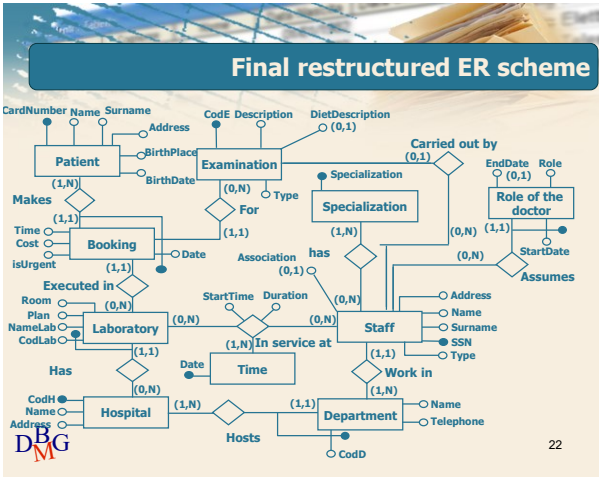 Final restructured ER scheme
CardNumber Name Surname
Address
Patient
BirthPlace
BirthDate
(1,N)
Makes
(1,1)
CodE Description DietDescription
(0,1)
Examination
Type
(0,N)
For
(1,1)
Carried out by
(0,1)
(0,N)
Specialization
Specialization
(1,N)
has
(0,N)
EndDate Role
(0,1)
Role of the
doctor
(1,1)
StartDate
(0,N)
Assumes
Time
Cost
isUrgent
Booking
Date
(1,1)
Executed in
(0,N)
Room
Plan
NameLab
CodLab
Laboratory
(0,N)
StartTime Duration
Association
(0,1)
(0,N)
In service at
(1,N)
Date
Time
Staff
Address
Name
Surname
SSN
Type
(1,1)
Work in
(1,N)
(1,1)
Has
(0,N)
CodH
Name
Address
Hospital
(1,N)
Hosts
(1,1)
Department
Name
Telephone
CodD
DBMG
22